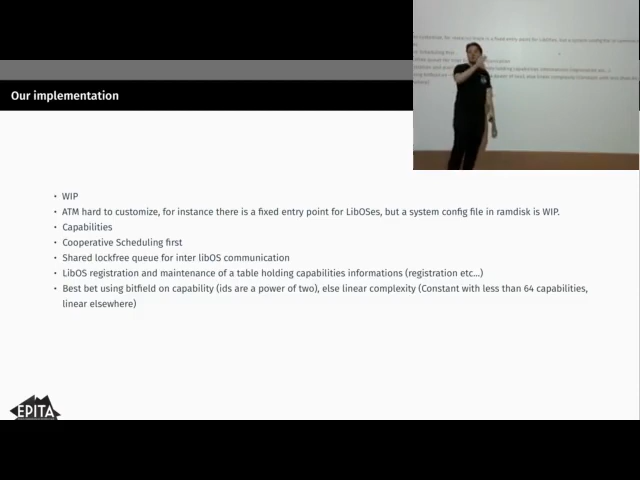 Our implementation
• WIP
• ATM hard to customize, for instance there is a fixed entry point for LibOSes, but a system config file in ramdisk is WIP.
• Capabilities
• Cooperative Scheduling first
• Shared lockfree queue for inter libOS communication
• LibOS registration and maintenance of a table holding capabilities informations (registration etc...)
• Best bet using bitfield on capability (ids are a power of two), else linear complexity (Constant with less than 64 capabilities,
linear elsewhere)
EPITA